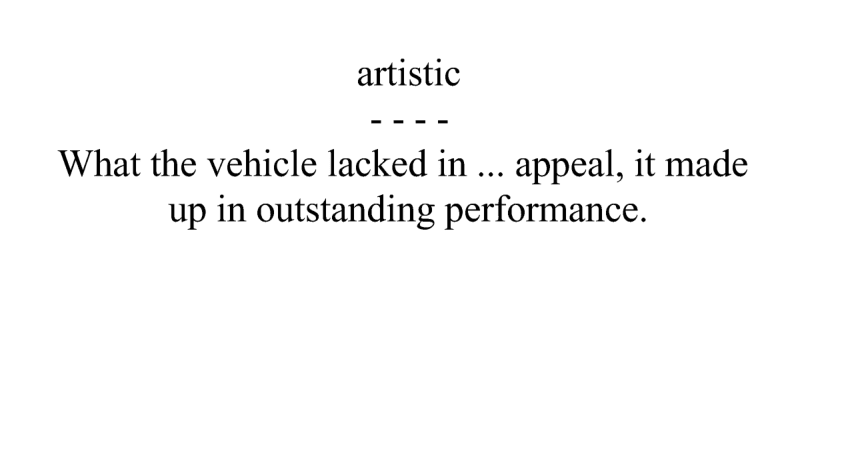 artistic
- - - -
What the vehicle lacked in ... appeal, it made
up in outstanding performance.